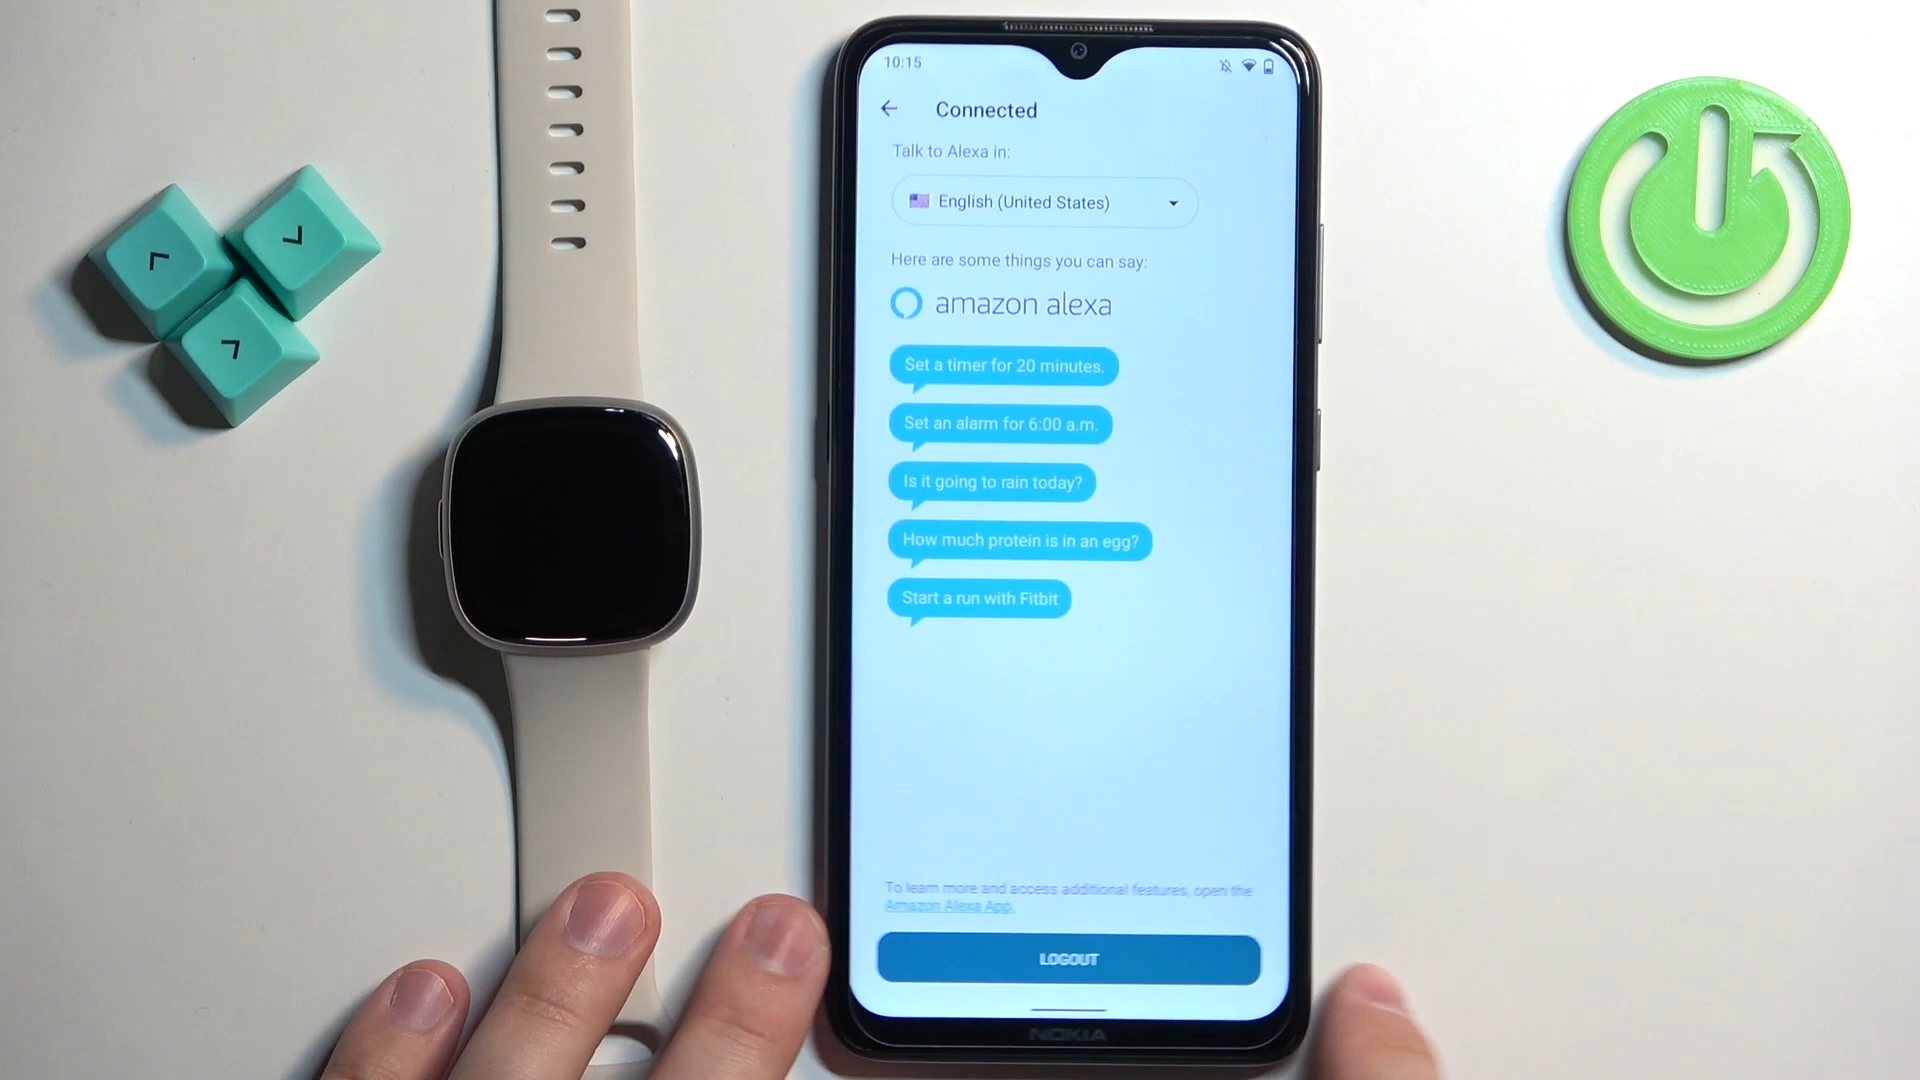 10:15
Connected
Talk to Alexa in:
English (United States)
Here are some things you can say:
amazon alexa
Set a timer for 20 minutes.
Set an alarm for 6:00 a.m.
Is it going to rain today?
How much protein is in an egg?
Start a run with Fitbit
To learn more and access additional features, open the
Amazon Alexa App.
LOGOUT
NOKIA